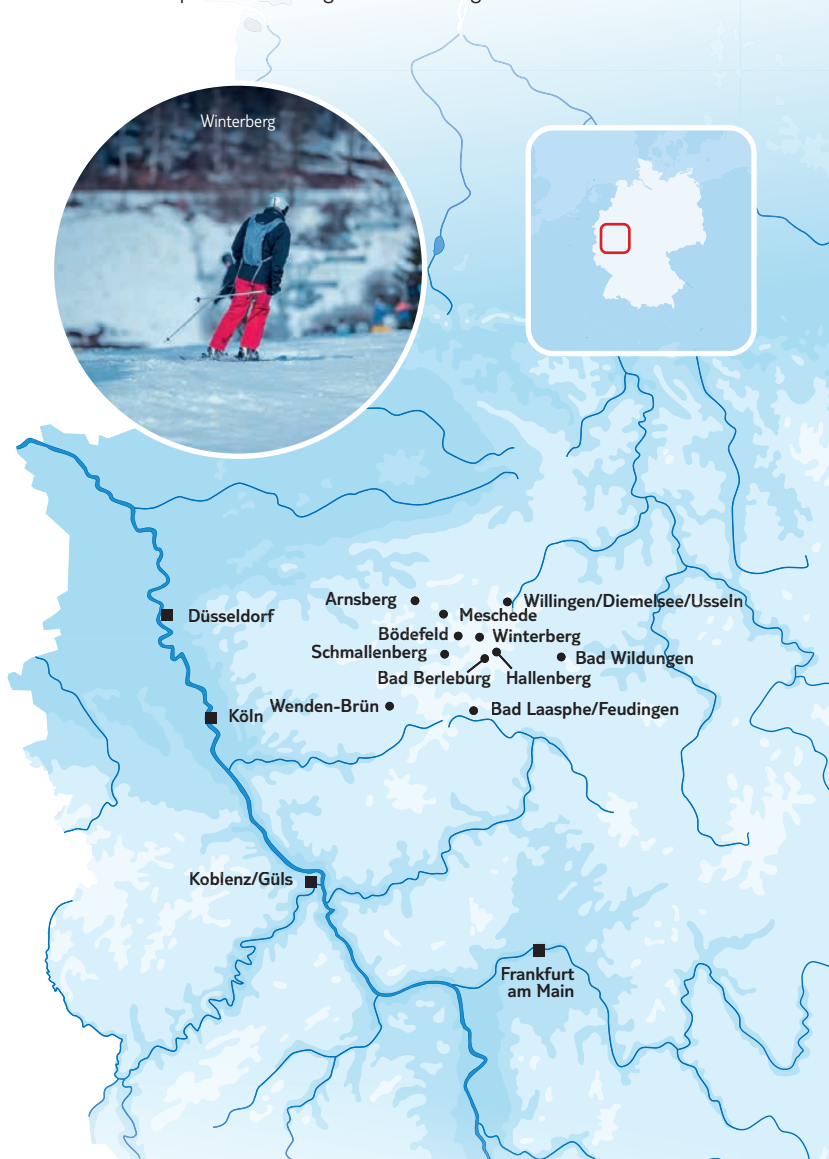 Winterberg
Arnsberg
Willingen/Diemelsee/Usseln
Meschede
Düsseldorf
Bödefeld
Winterberg
Schmallenberg
Bad Wildungen
Bad Berleburg
Hallenberg
Wenden-Brün
Bad Laasphe/Feudingen
Köln
Koblenz/Güls
Frankfurt
am Main